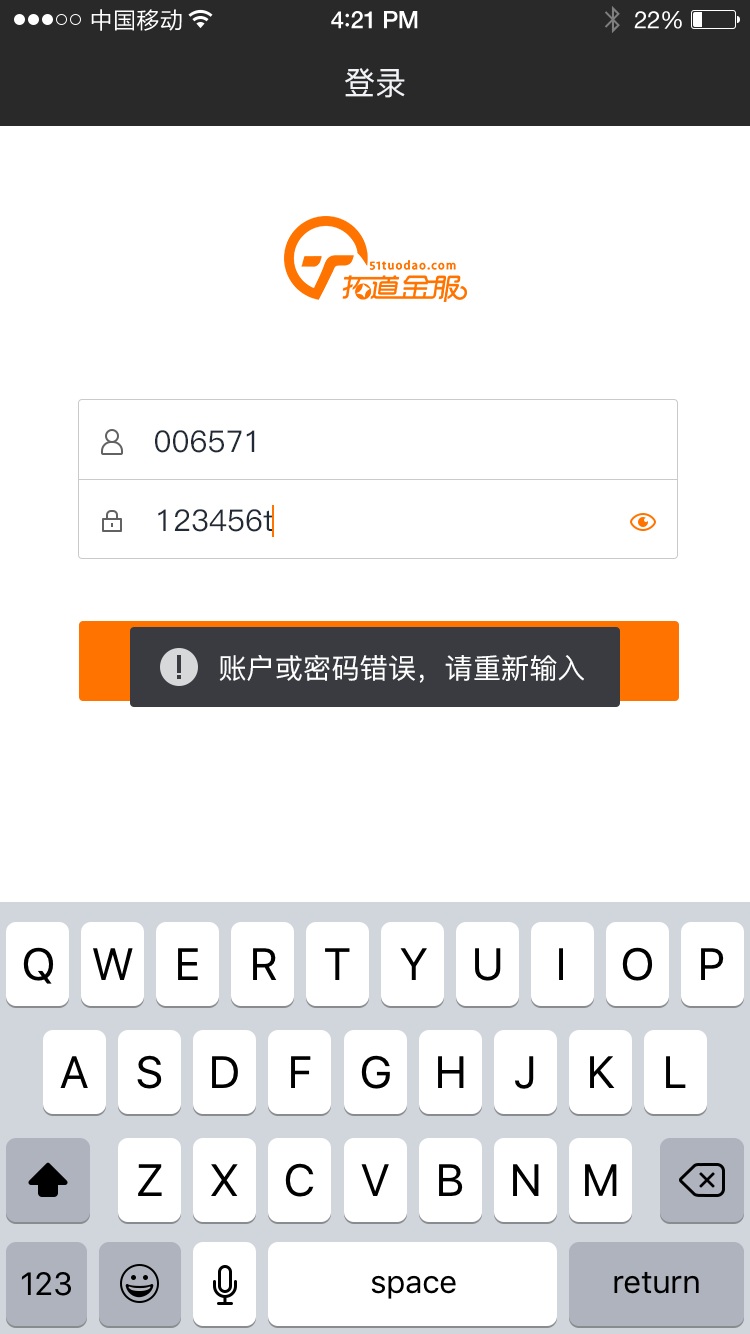 中国移动 4:21 PM 22%
登录
51tuodao.com
拓道金服
006571
123456t
账户或密码错误，请重新输入
Q W E R T Y U I O P
A S D F G H J K L
Z X C V B N M
123 space return